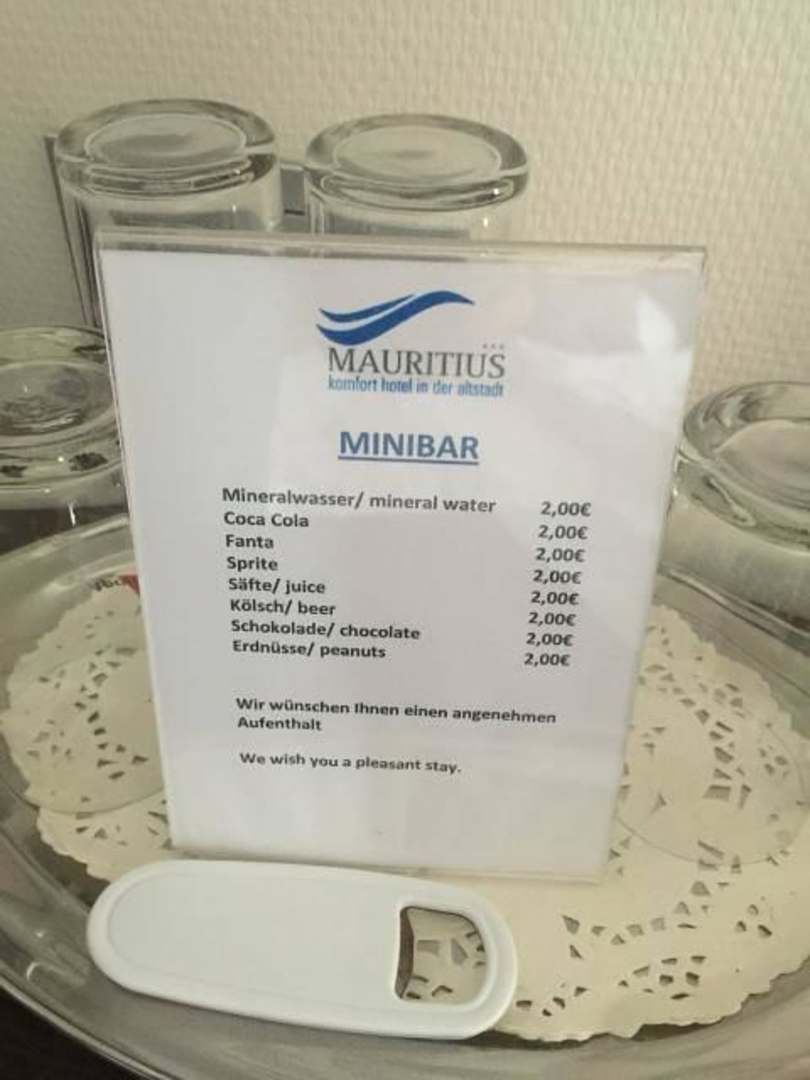 MAURITIUS
komfort hotel in der altstadt
MINIBAR
Mineralwasser/ mineral water 2,00€
Coca Cola 2,00€
Fanta 2,00€
Sprite 2,00€
Säfte/ juice 2,00€
Kölsch/ beer 2,00€
Schokolade/ chocolate 2,00€
Erdnüsse/ peanuts 2,00€
Wir wünschen Ihnen einen angenehmen
Aufenthalt
We wish you a pleasant stay.